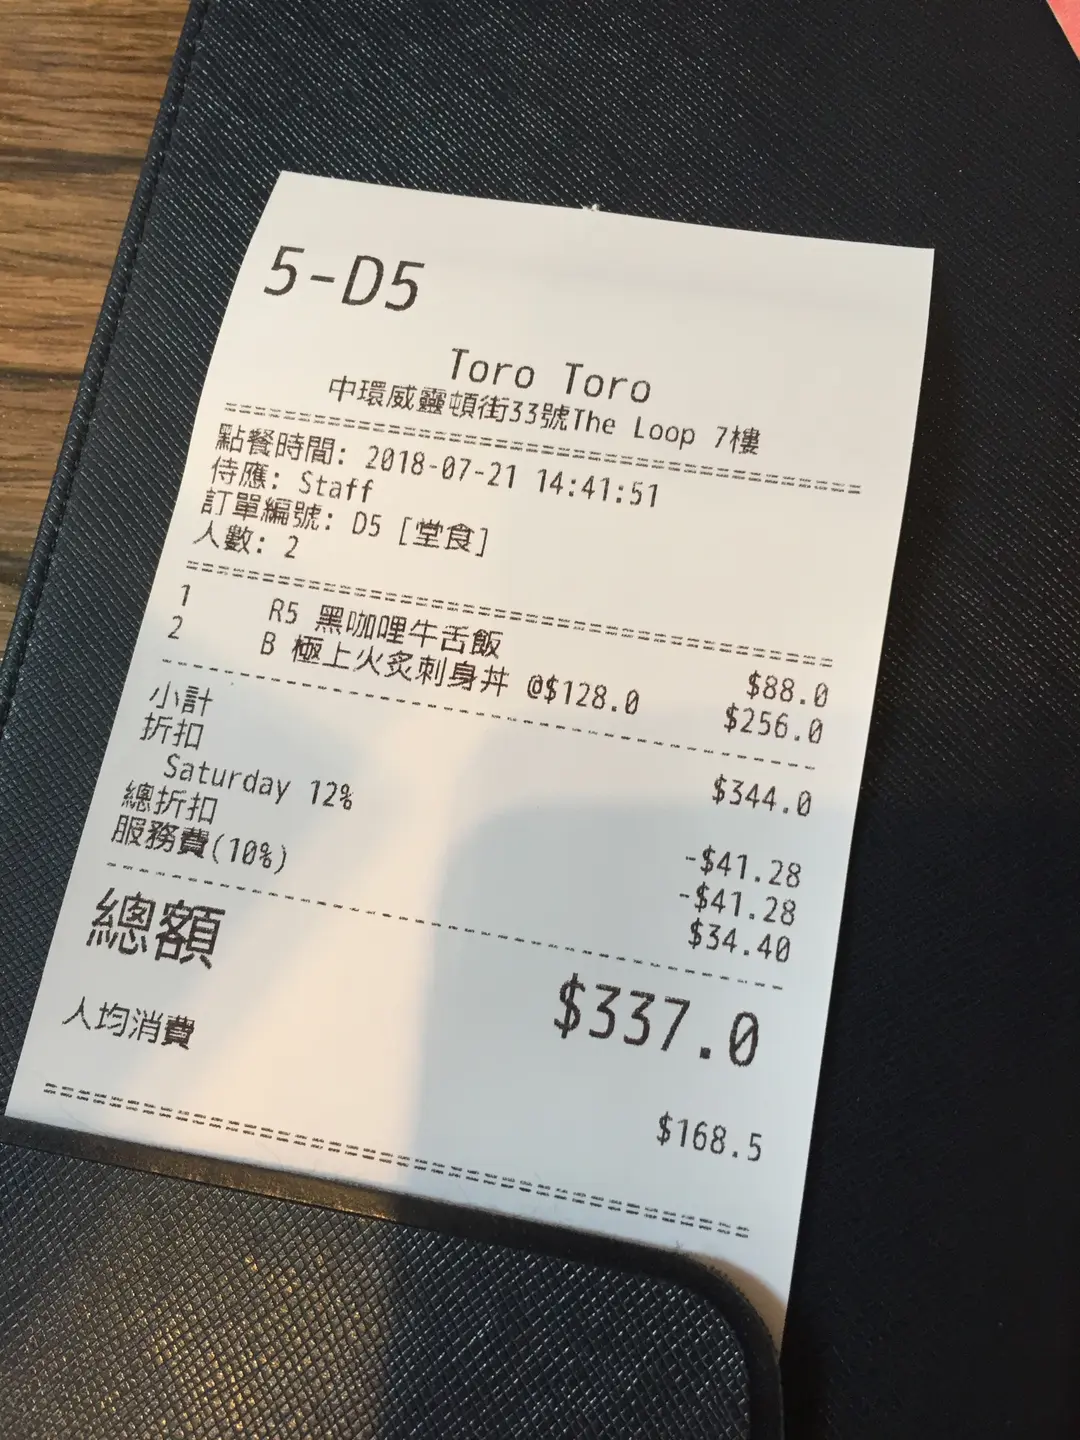 5-D5
Toro Toro
中環威靈頓街33號The Loop 7樓
點餐時間: 2018-07-21 14:41:51
侍應: Staff
訂單編號: D5 [堂食]
人數: 2
1 R5 黑咖哩牛舌飯 $88.0
2 B 極上火炙刺身丼 @$128.0 $256.0
小計 $344.0
折扣
Saturday 12% -$41.28
總折扣 -$41.28
服務費(10%) $34.40
總額 $337.0
人均消費 $168.5